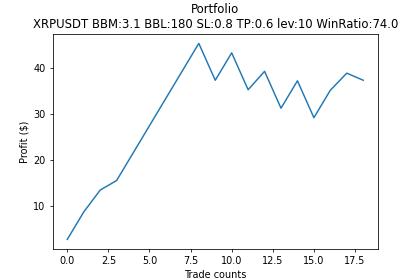 Portfolio
XRPUSDT BBM:3.1 BBL:180 SL:0.8 TP:0.6 lev:10 WinRatio:74.0
Profit ($)
40
30
20
10
0.0 2.5 5.0 7.5 10.0 12.5 15.0 17.5
Trade counts